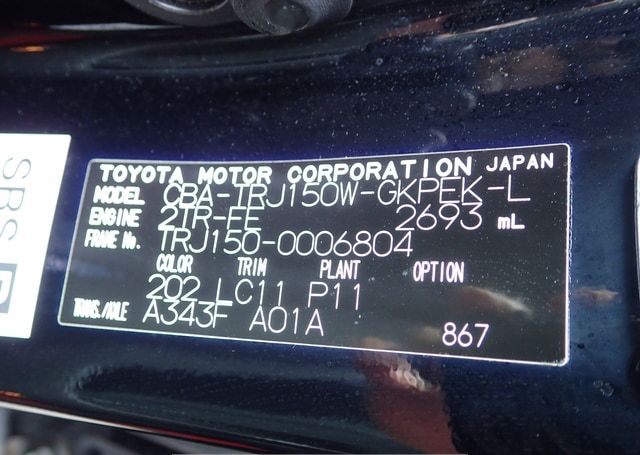 TOYOTA MOTOR CORPORATION JAPAN
MODEL CBA-TRJ150W-GKPEK-L
ENGINE 2TR-FE 2693 mL
FRAME No. TRJ150-0006804
COLOR TRIM PLANT OPTION
202 LC11 P11
TRANS./AXLE A343F A01A 867
SRS